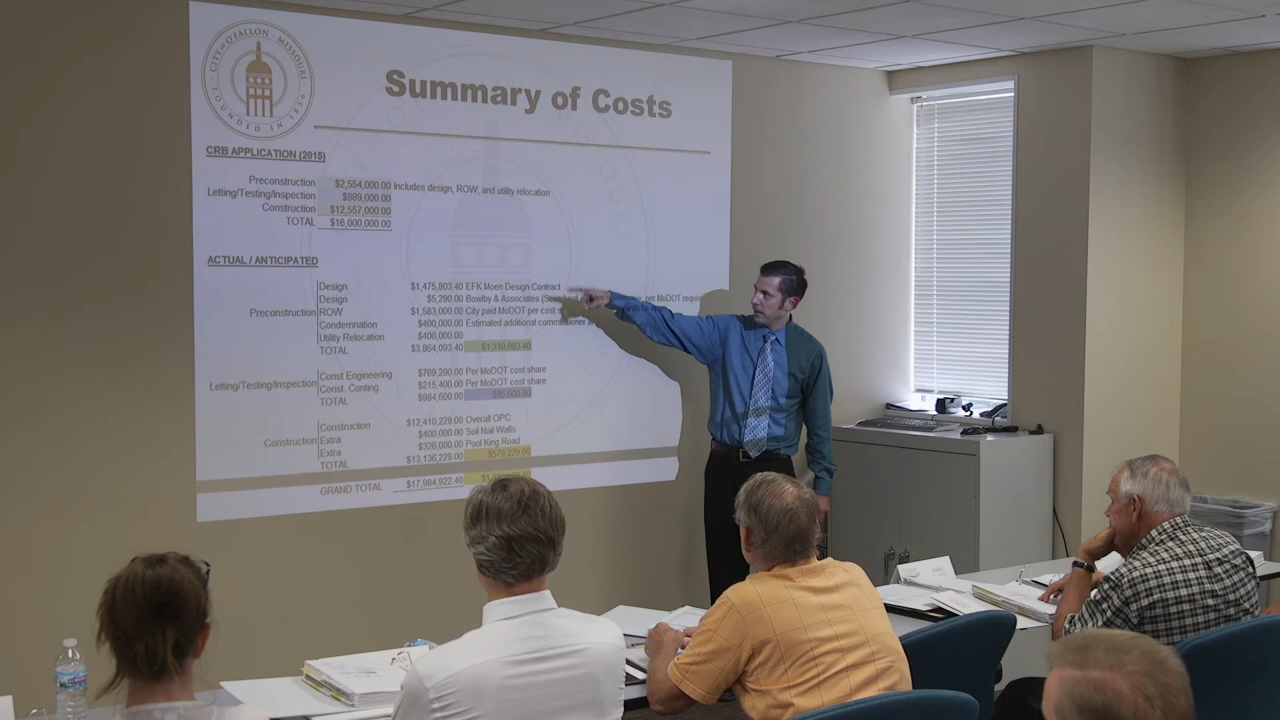 CITY OF O'FALLON · MISSOURI
FOUNDED IN 1856
Summary of Costs
CRB APPLICATION (2015)
Preconstruction $2,554,000.00 Includes design, ROW, and utility relocation
Letting/Testing/Inspection $889,000.00
Construction $12,557,000.00
TOTAL $16,000,000.00
ACTUAL / ANTICIPATED
Design $1,475,803.40 EFK Moen Design Contract
Design $5,290.00 Bowlby & Associates per MoDOT
Preconstruction ROW $1,583,000.00 City paid MoDOT per cost
Condemnation $400,000.00 Estimated additional commissioner
Utility Relocation $400,000.00
TOTAL $3,864,093.40 $1,310,093.40
Const Engineering $769,200.00 Per MoDOT cost share
Letting/Testing/Inspection Const. Conting. $215,400.00 Per MoDOT cost share
TOTAL $984,600.00 $95,600.00
Construction $12,410,229.00 Overall OPC
Construction Extra $400,000.00 Soil Nail Walls
Extra $326,000.00 Pool King Road
TOTAL $13,136,229.00 $579,229.00
GRAND TOTAL $17,984,922.40